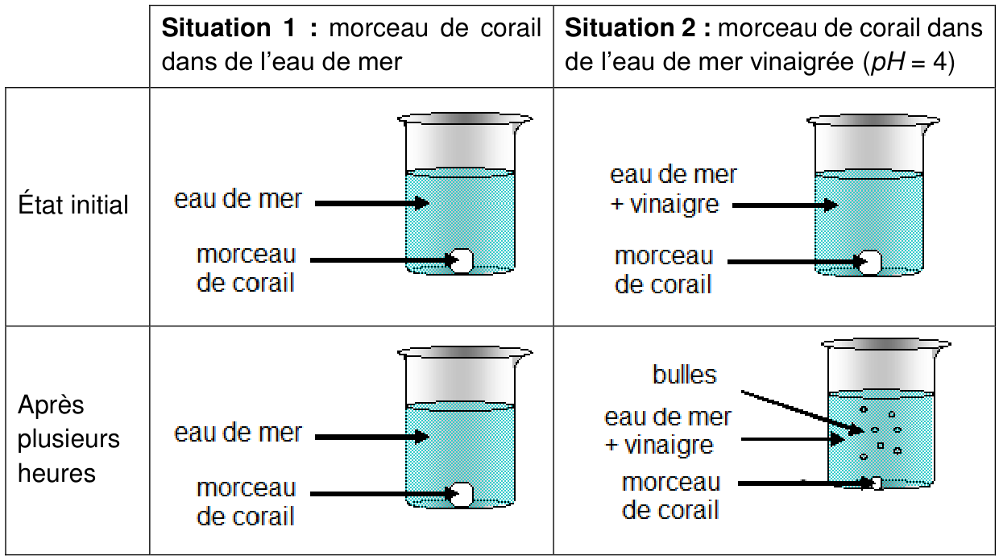 Situation 1 : morceau de corail
dans de l'eau de mer
Situation 2 : morceau de corail dans
de l'eau de mer vinaigrée (pH = 4)
État initial
eau de mer
morceau
de corail
eau de mer
+ vinaigre
morceau
de corail
Après
plusieurs
heures
eau de mer
morceau
de corail
bulles
eau de mer
+ vinaigre
morceau
de corail